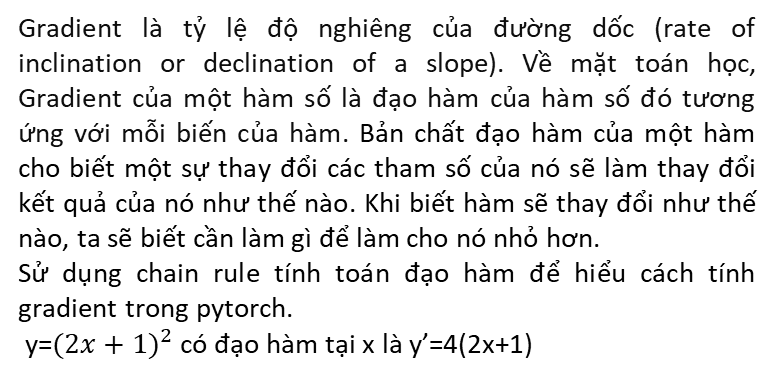 Gradient là tỷ lệ độ nghiêng của đường dốc (rate of
inclination or declination of a slope). Về mặt toán học,
Gradient của một hàm số là đạo hàm của hàm số đó tương
ứng với mỗi biến của hàm. Bản chất đạo hàm của một hàm
cho biết một sự thay đổi các tham số của nó sẽ làm thay đổi
kết quả của nó như thế nào. Khi biết hàm sẽ thay đổi như thế
nào, ta sẽ biết cần làm gì để làm cho nó nhỏ hơn.
Sử dụng chain rule tính toán đạo hàm để hiểu cách tính
gradient trong pytorch.
y=(2x + 1)² có đạo hàm tại x là y’=4(2x+1)